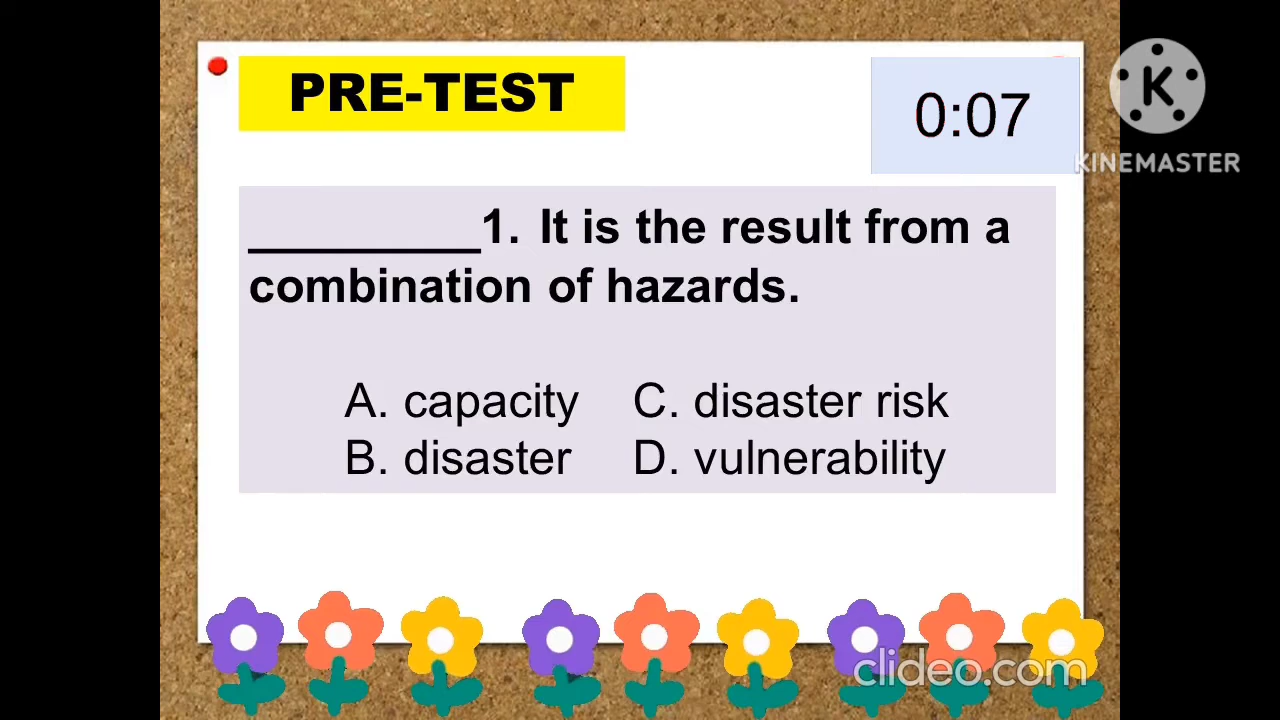 PRE-TEST
0:07
K
KINEMASTER
_________1. It is the result from a
combination of hazards.
A. capacity C. disaster risk
B. disaster D. vulnerability
clideo.com